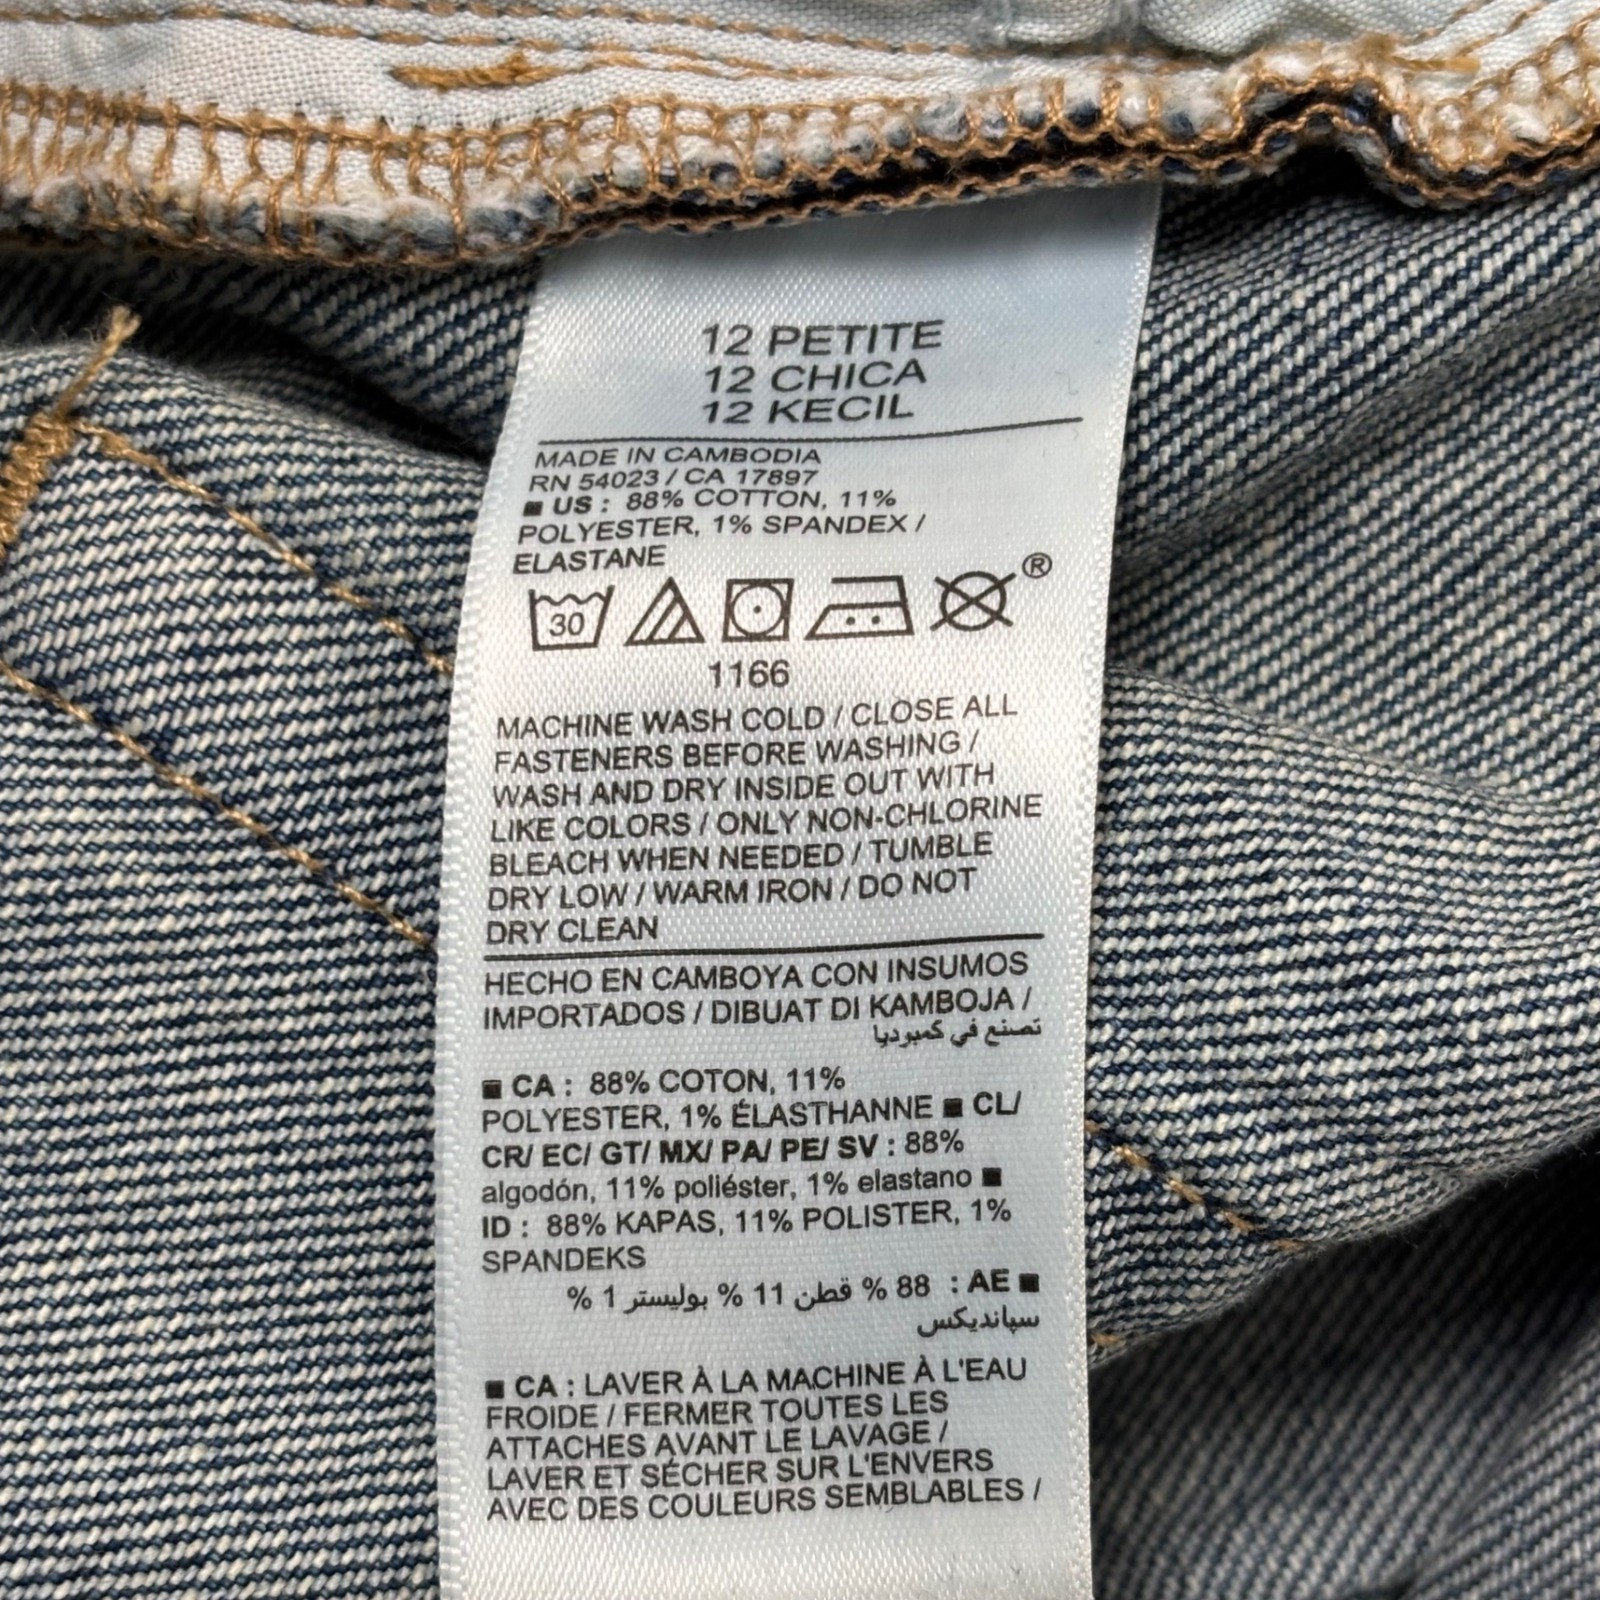 12 PETITE
12 CHICA
12 KECIL
MADE IN CAMBODIA
RN 54023 / CA 17897
■ US : 88% COTTON, 11%
POLYESTER, 1% SPANDEX /
ELASTANE
30
®
1166
MACHINE WASH COLD / CLOSE ALL
FASTENERS BEFORE WASHING /
WASH AND DRY INSIDE OUT WITH
LIKE COLORS / ONLY NON-CHLORINE
BLEACH WHEN NEEDED / TUMBLE
DRY LOW / WARM IRON / DO NOT
DRY CLEAN
HECHO EN CAMBOYA CON INSUMOS
IMPORTADOS / DIBUAT DI KAMBOJA /
تصنع في كمبوديا
■ CA : 88% COTON, 11%
POLYESTER, 1% ÉLASTHANNE ■ CL/
CR/ EC/ GT/ MX/ PA/ PE/ SV : 88%
algodón, 11% poliéster, 1% elastano ■
ID : 88% KAPAS, 11% POLISTER, 1%
SPANDEKS
■ AE : 88 % قطن 11 % بوليستر 1 %
سپانديكس
■ CA : LAVER À LA MACHINE À L'EAU
FROIDE / FERMER TOUTES LES
ATTACHES AVANT LE LAVAGE /
LAVER ET SÉCHER SUR L'ENVERS
AVEC DES COULEURS SEMBLABLES /